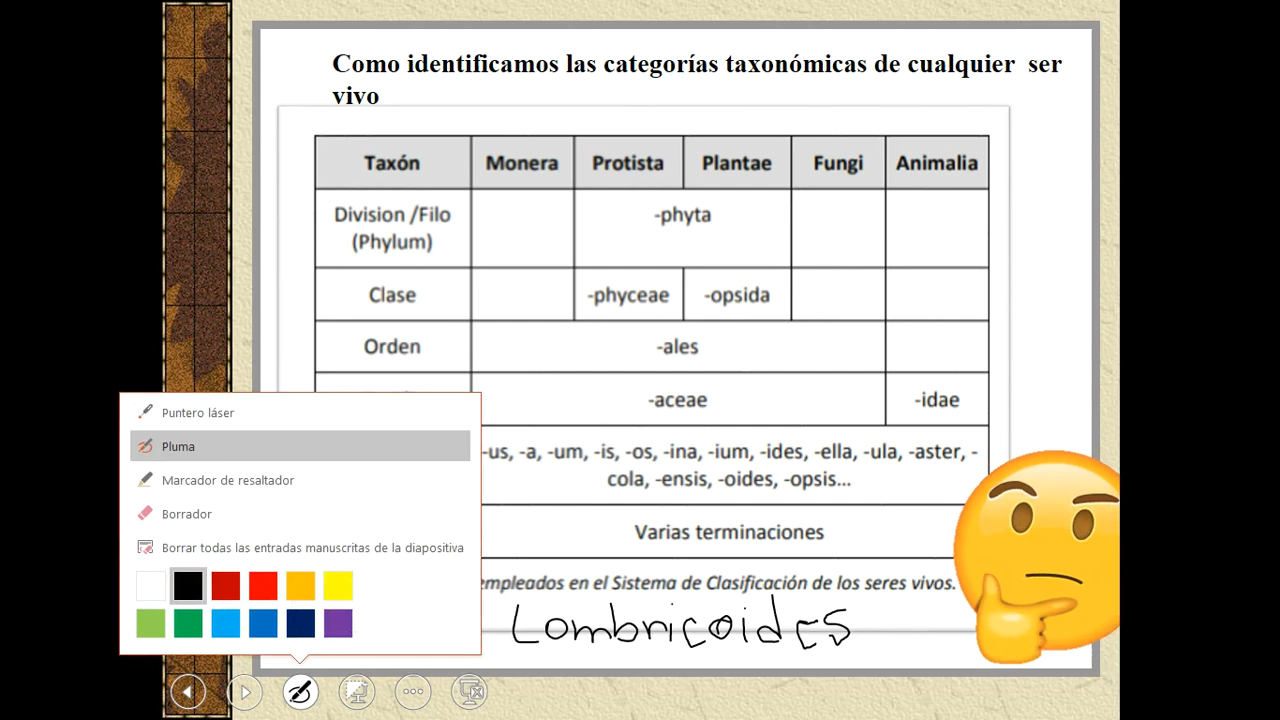 Como identificamos las categorías taxonómicas de cualquier ser
vivo
Taxón Monera Protista Plantae Fungi Animalia
Division /Filo
(Phylum)
-phyta
Clase -phyceae -opsida
Orden -ales
-aceae -idae
-us, -a, -um, -is, -os, -ina, -ium, -ides, -ella, -ula, -aster, -
cola, -ensis, -oides, -opsis...
Varias terminaciones
empleados en el Sistema de Clasificación de los seres vivos.
Lombricoides
Puntero láser
Pluma
Marcador de resaltador
Borrador
Borrar todas las entradas manuscritas de la diapositiva